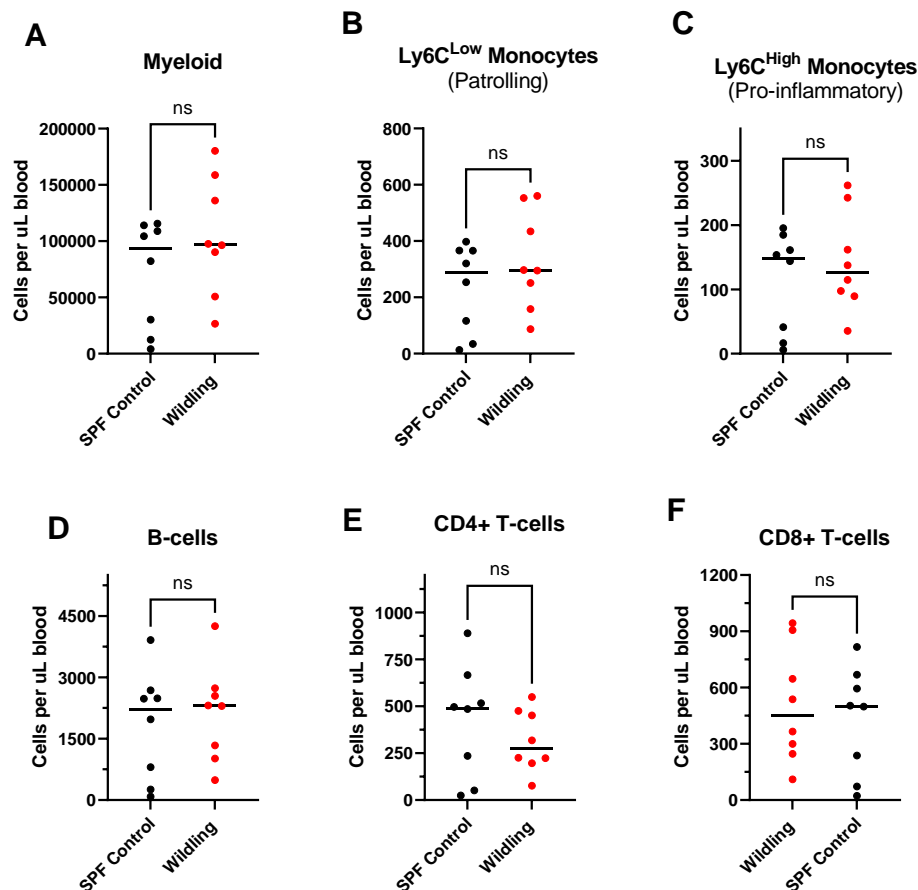 A
Myeloid
ns
Cells per uL blood
200000
150000
100000
50000
0
SPF Control
Wildling
B
Ly6C^Low Monocytes
(Patrolling)
ns
Cells per uL blood
800
600
400
200
0
SPF Control
Wildling
C
Ly6C^High Monocytes
(Pro-inflammatory)
ns
Cells per uL blood
300
200
100
0
SPF Control
Wildling
D
B-cells
ns
Cells per uL blood
4500
3000
1500
0
SPF Control
Wildling
E
CD4+ T-cells
ns
Cells per uL blood
1000
750
500
250
0
SPF Control
Wildling
F
CD8+ T-cells
ns
Cells per uL blood
1200
900
600
300
0
Wildling
SPF Control